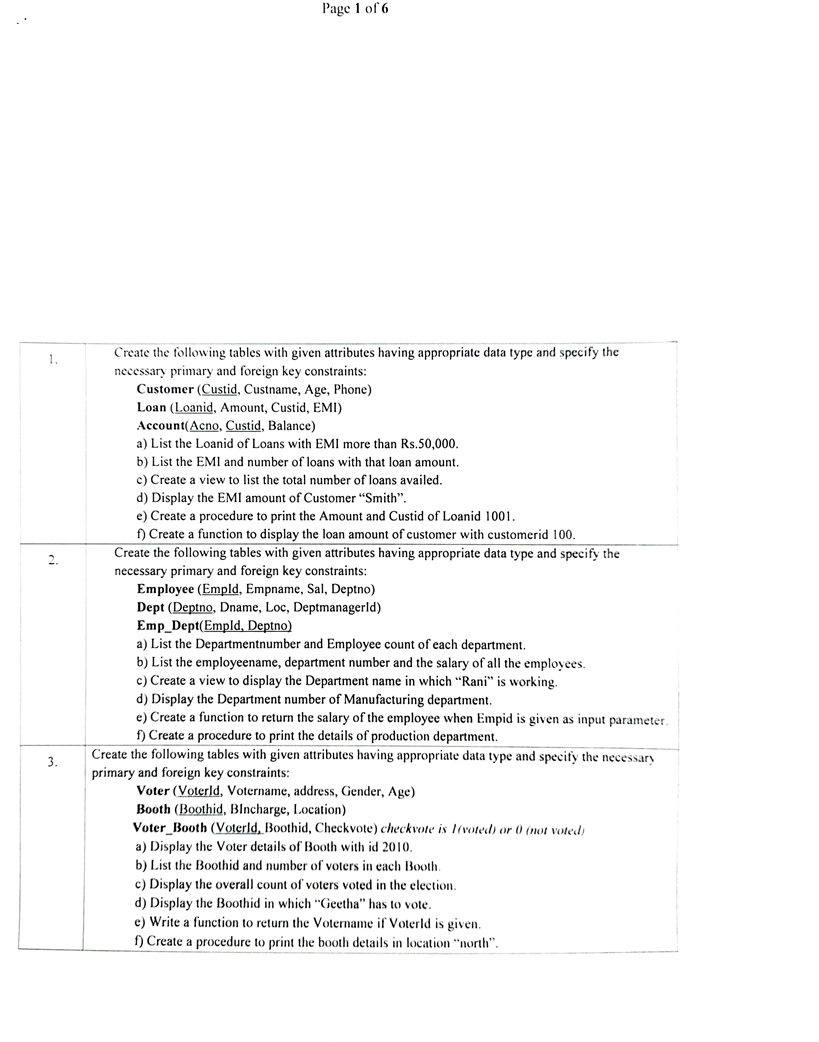 Page 1 of 6
1. Create the following tables with given attributes having appropriate data type and specify the
necessary primary and foreign key constraints:
Customer (Custid, Custname, Age, Phone)
Loan (Loanid, Amount, Custid, EMI)
Account(Acno, Custid, Balance)
a) List the Loanid of Loans with EMI more than Rs.50,000.
b) List the EMI and number of loans with that loan amount.
c) Create a view to list the total number of loans availed.
d) Display the EMI amount of Customer “Smith”.
e) Create a procedure to print the Amount and Custid of Loanid 1001.
f) Create a function to display the loan amount of customer with customerid 100.
2. Create the following tables with given attributes having appropriate data type and specify the
necessary primary and foreign key constraints:
Employee (EmpId, Empname, Sal, Deptno)
Dept (Deptno, Dname, Loc, DeptmanagerId)
Emp_Dept(EmpId, Deptno)
a) List the Departmentnumber and Employee count of each department.
b) List the employeename, department number and the salary of all the employees.
c) Create a view to display the Department name in which “Rani” is working.
d) Display the Department number of Manufacturing department.
e) Create a function to return the salary of the employee when Empid is given as input parameter.
f) Create a procedure to print the details of production department.
3. Create the following tables with given attributes having appropriate data type and specify the necessary
primary and foreign key constraints:
Voter (VoterId, Votername, address, Gender, Age)
Booth (Boothid, BIncharge, Location)
Voter_Booth (VoterId, Boothid, Checkvote) checkvote is 1(voted) or 0 (not voted)
a) Display the Voter details of Booth with id 2010.
b) List the Boothid and number of voters in each Booth.
c) Display the overall count of voters voted in the election.
d) Display the Boothid in which “Geetha” has to vote.
e) Write a function to return the Votername if VoterId is given.
f) Create a procedure to print the booth details in location “north”.